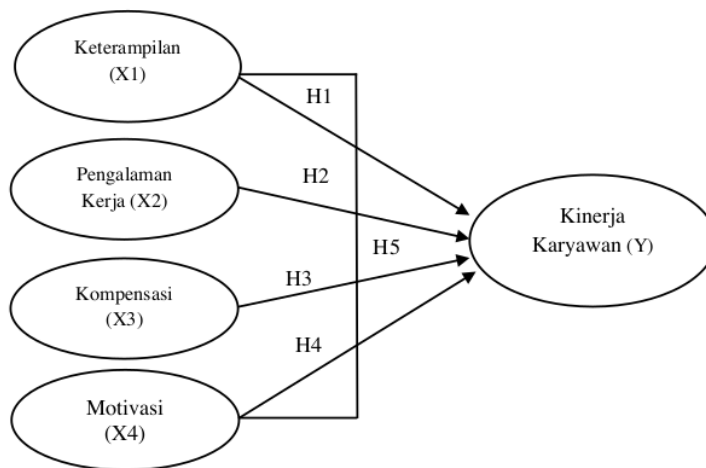 Keterampilan
(X1)
H1
Pengalaman
Kerja (X2)
H2
Kinerja
Karyawan (Y)
H5
Kompensasi
(X3)
H3
H4
Motivasi
(X4)